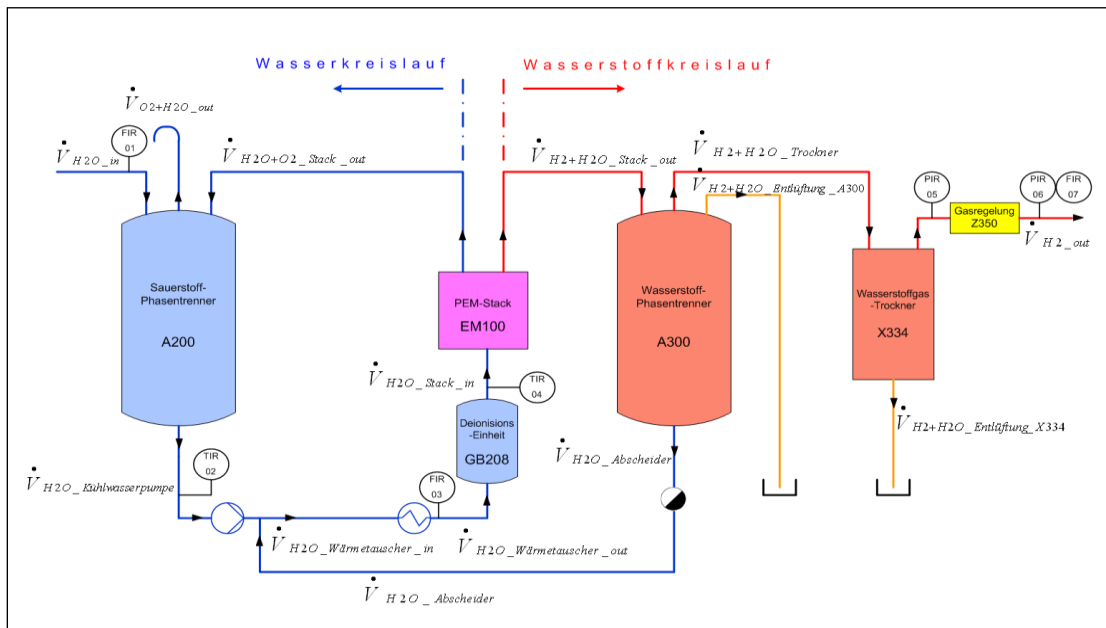 Wasserkreislauf
Wasserstoffkreislauf
V̇ O2+H2O_out
V̇ H2O_in
FIR 01
V̇ H2O+O2_Stack_out
V̇ H2+H2O_Stack_out
V̇ H2+H2O_Trockner
V̇ H2+H2O_Entlüftung_A300
PIR 05
PIR 06
FIR 07
Gasregelung
Z350
V̇ H2_out
Sauerstoff-
Phasentrenner
A200
PEM-Stack
EM100
Wasserstoff-
Phasentrenner
A300
Wasserstoffgas
-Trockner
X334
V̇ H2O_Stack_in
TIR 04
Deionisions
-Einheit
GB208
V̇ H2O_Abscheider
V̇ H2+H2O_Entlüftung_X334
V̇ H2O_Kühlwasserpumpe
TIR 02
FIR 03
V̇ H2O_Wärmetauscher_in
V̇ H2O_Wärmetauscher_out
V̇ H2O_Abscheider